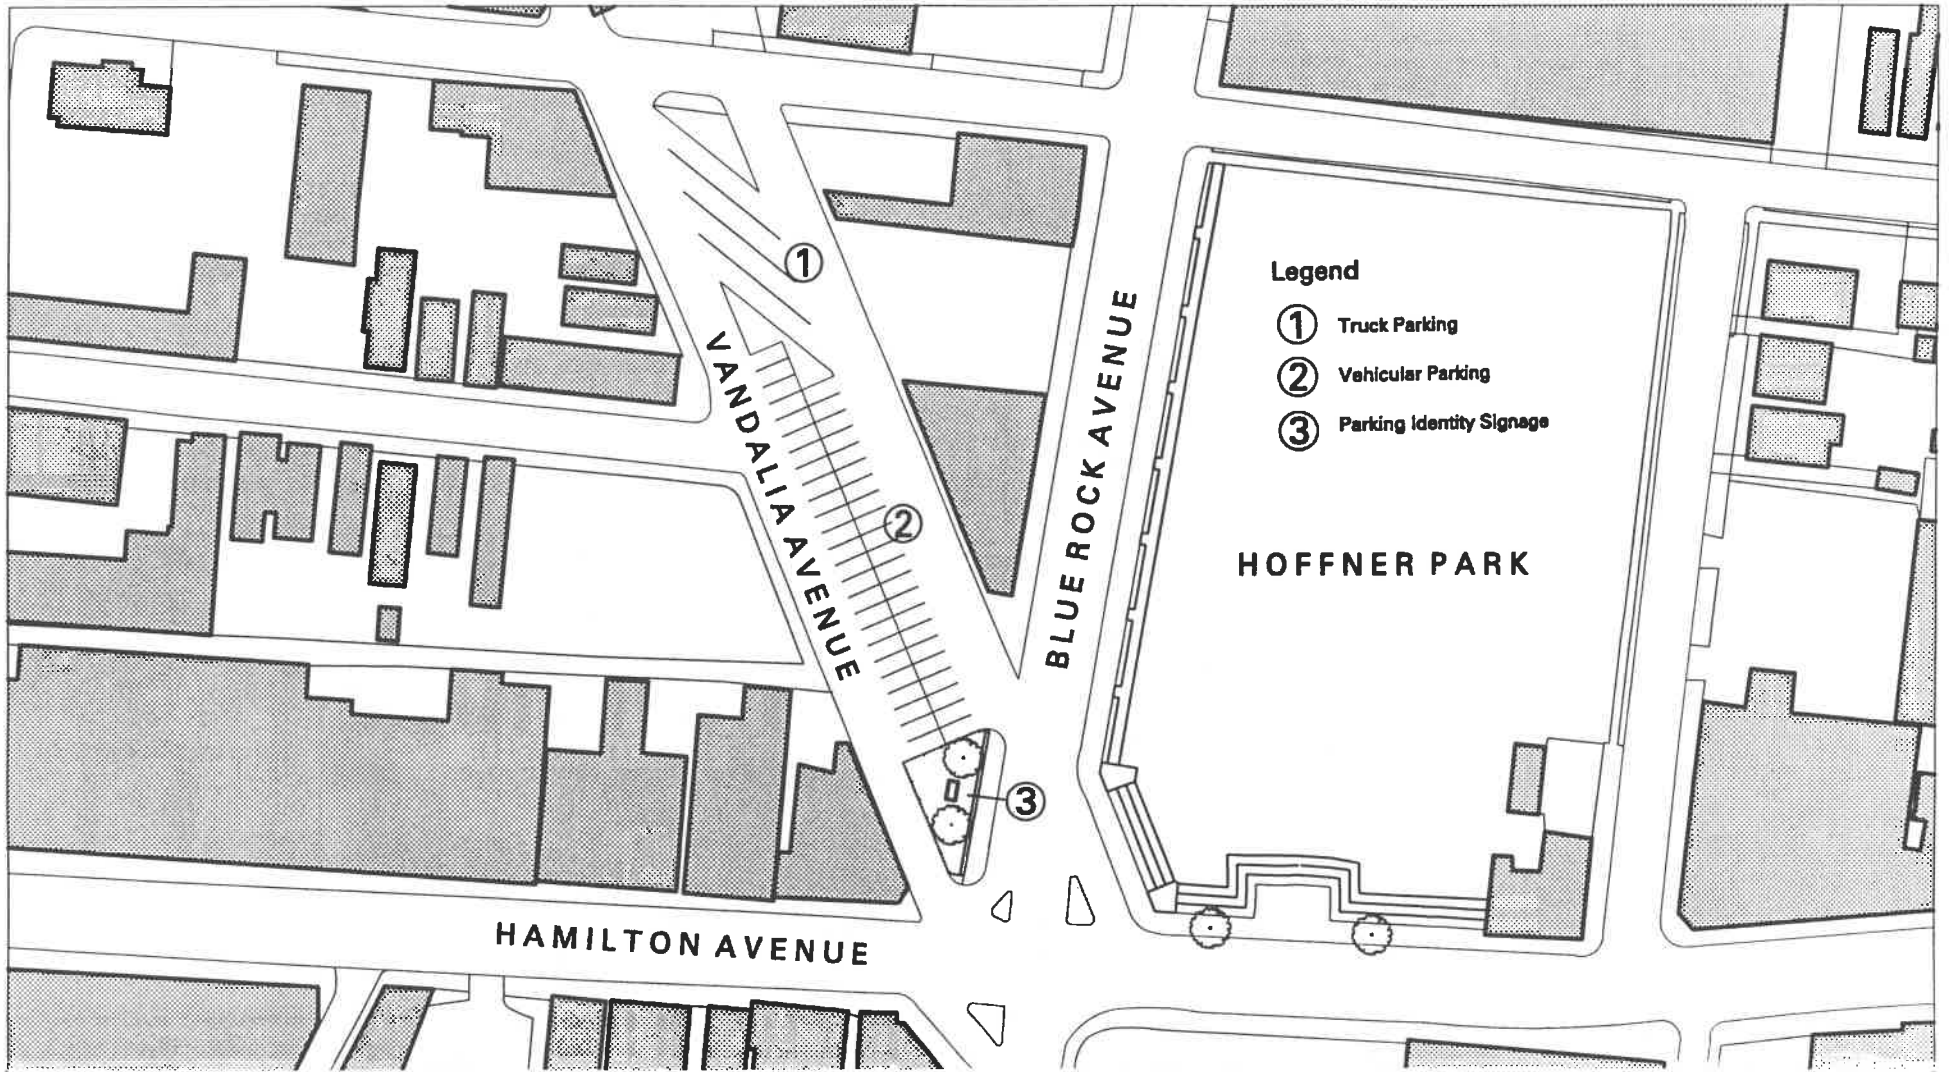 1
Legend
1 Truck Parking
2 Vehicular Parking
3 Parking Identity Signage
VANDALIA AVENUE
BLUE ROCK AVENUE
2
HOFFNER PARK
3
HAMILTON AVENUE